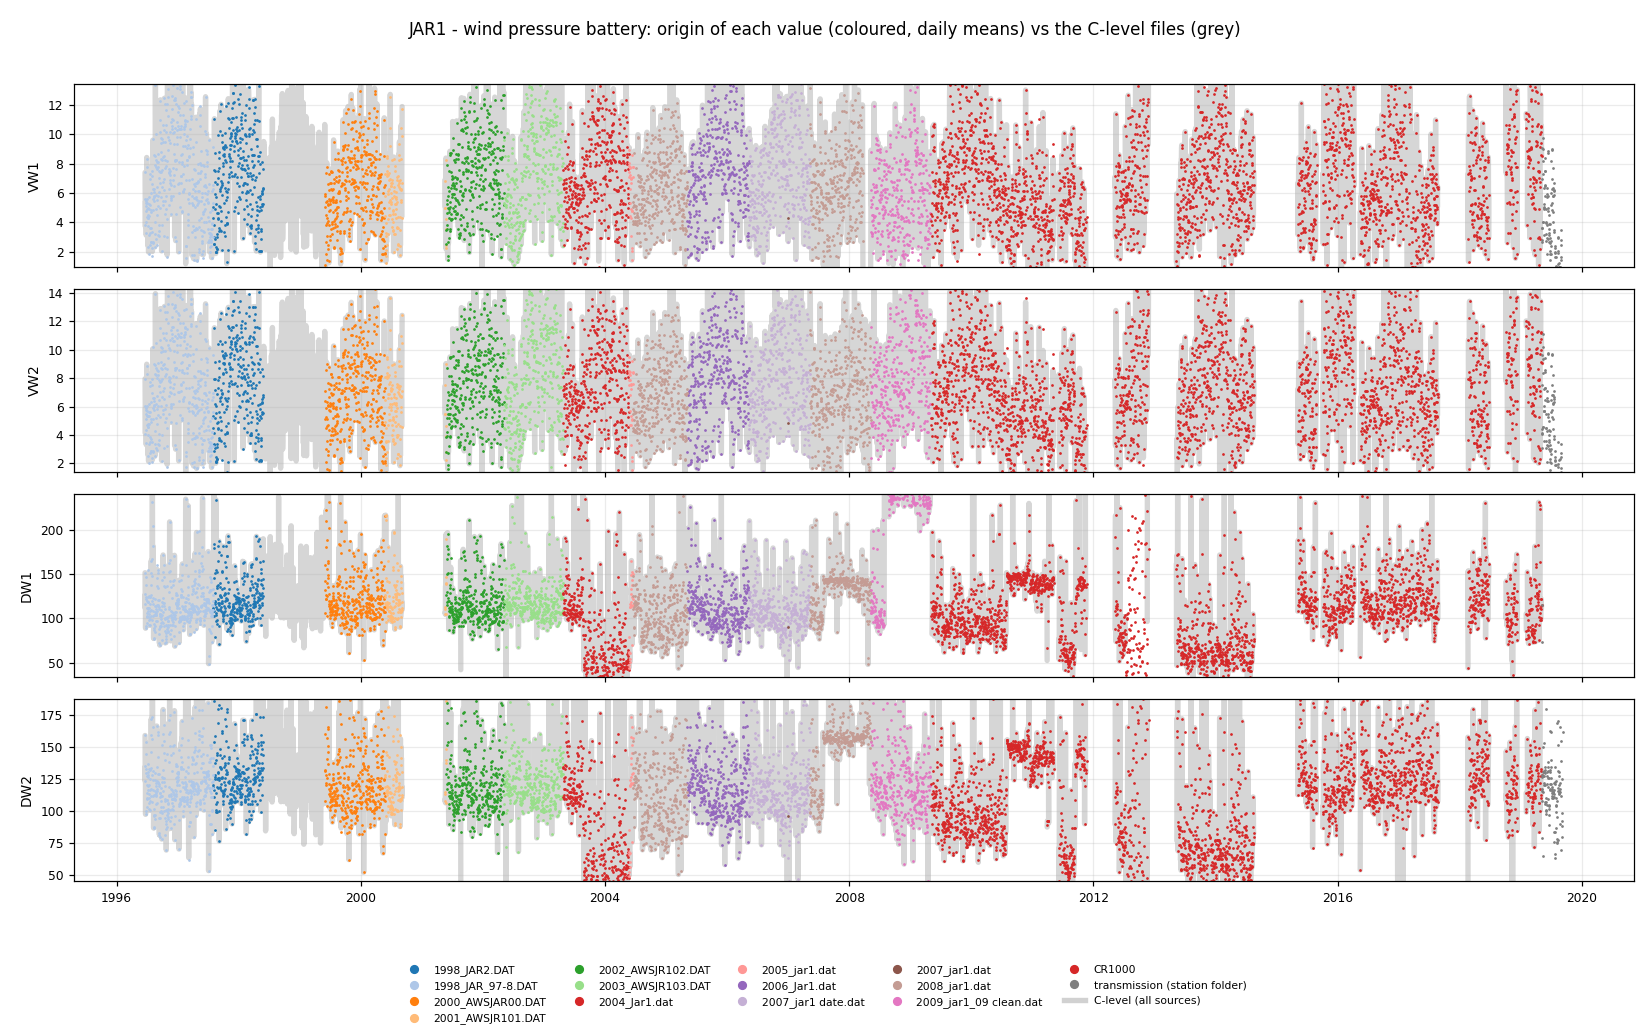 JAR1 - wind pressure battery: origin of each value (coloured, daily means) vs the C-level files (grey)
VW1
12
10
8
6
4
2
VW2
14
12
10
8
6
4
2
DW1
200
150
100
50
DW2
175
150
125
100
75
50
1996 2000 2004 2008 2012 2016 2020
1998_JAR2.DAT 2002_AWSJR102.DAT 2005_jar1.dat 2007_jar1.dat CR1000
1998_JAR_97-8.DAT 2003_AWSJR103.DAT 2006_Jar1.dat 2008_jar1.dat transmission (station folder)
2000_AWSJAR00.DAT 2004_Jar1.dat 2007_jar1 date.dat 2009_jar1_09 clean.dat C-level (all sources)
2001_AWSJR101.DAT